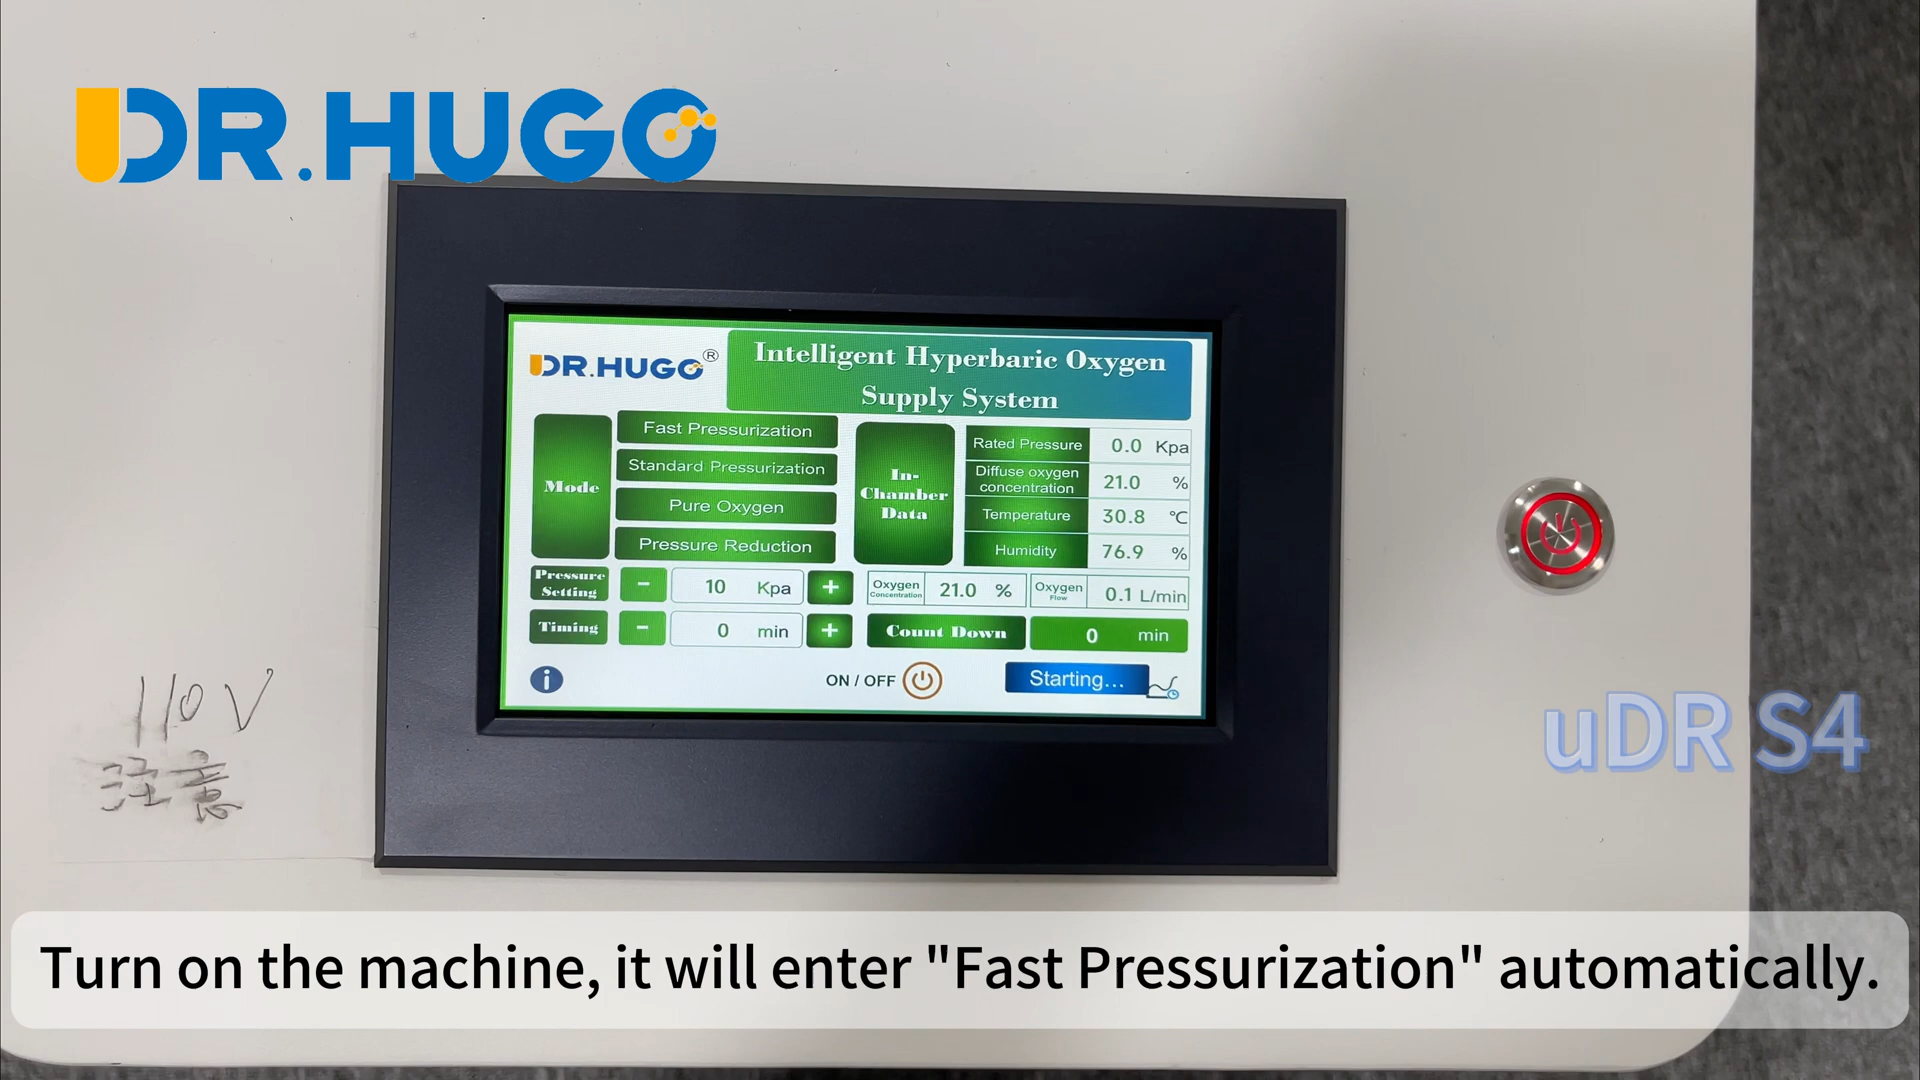 DR.HUGO
DR.HUGO®
Intelligent Hyperbaric Oxygen
Supply System
Mode
Fast Pressurization
Standard Pressurization
Pure Oxygen
Pressure Reduction
In-
Chamber
Data
Rated Pressure 0.0 Kpa
Diffuse oxygen
concentration 21.0 %
Temperature 30.8 ℃
Humidity 76.9 %
Pressure
Setting - 10 Kpa +
Oxygen
Concentration 21.0 %
Oxygen
Flow 0.1 L/min
Timing - 0 min +
Count Down 0 min
i
ON / OFF
Starting...
110V
注意
uDR S4
Turn on the machine, it will enter "Fast Pressurization" automatically.